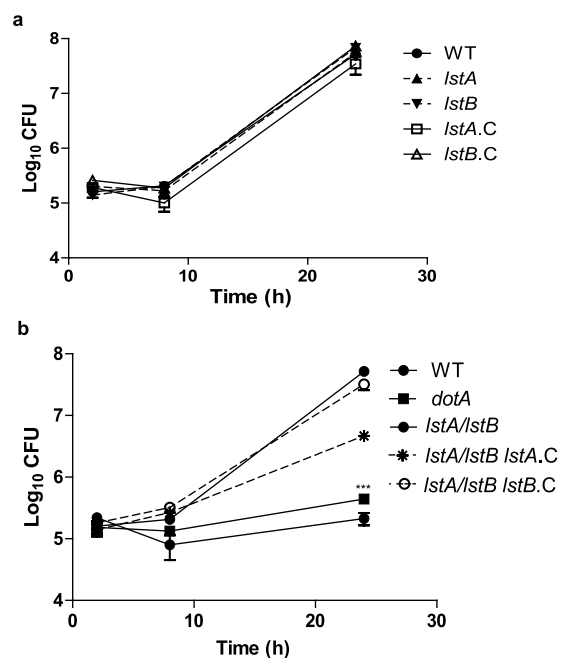 a
Log10 CFU
8
7
6
5
4
0
10
20
30
Time (h)
WT
lstA
lstB
lstA.C
lstB.C
b
Log10 CFU
8
7
6
5
4
0
10
20
30
Time (h)
***
WT
dotA
lstA/lstB
lstA/lstB lstA.C
lstA/lstB lstB.C